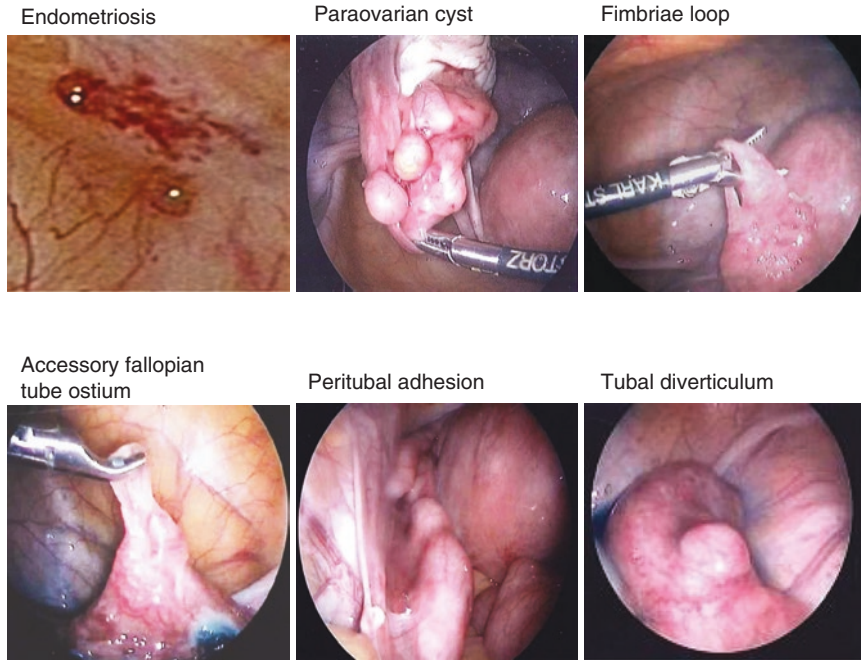 Endometriosis
Paraovarian cyst
Fimbriae loop
KARL ST
STORZ
Accessory fallopian
tube ostium
Peritubal adhesion
Tubal diverticulum